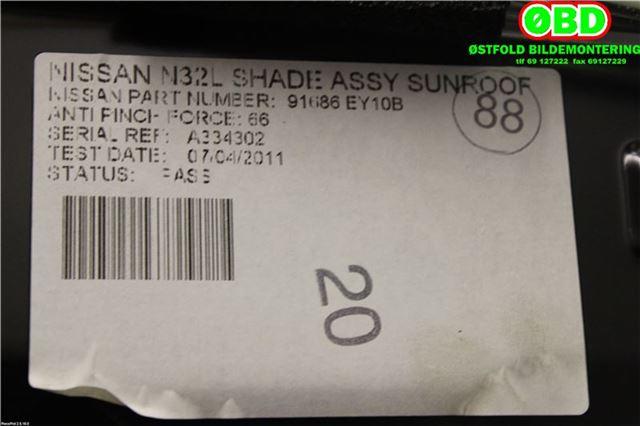 ØBD
ØSTFOLD BILDEMONTERING
tlf 69 127222 fax 69127229
NISSAN N32L SHADE ASSY SUNROOF
NISSAN PART NUMBER: 91686 EY10B
88
ANTI PINCH FORCE: 66
SERIAL REF: A334302
TEST DATE: 07/04/2011
STATUS: PASS
20